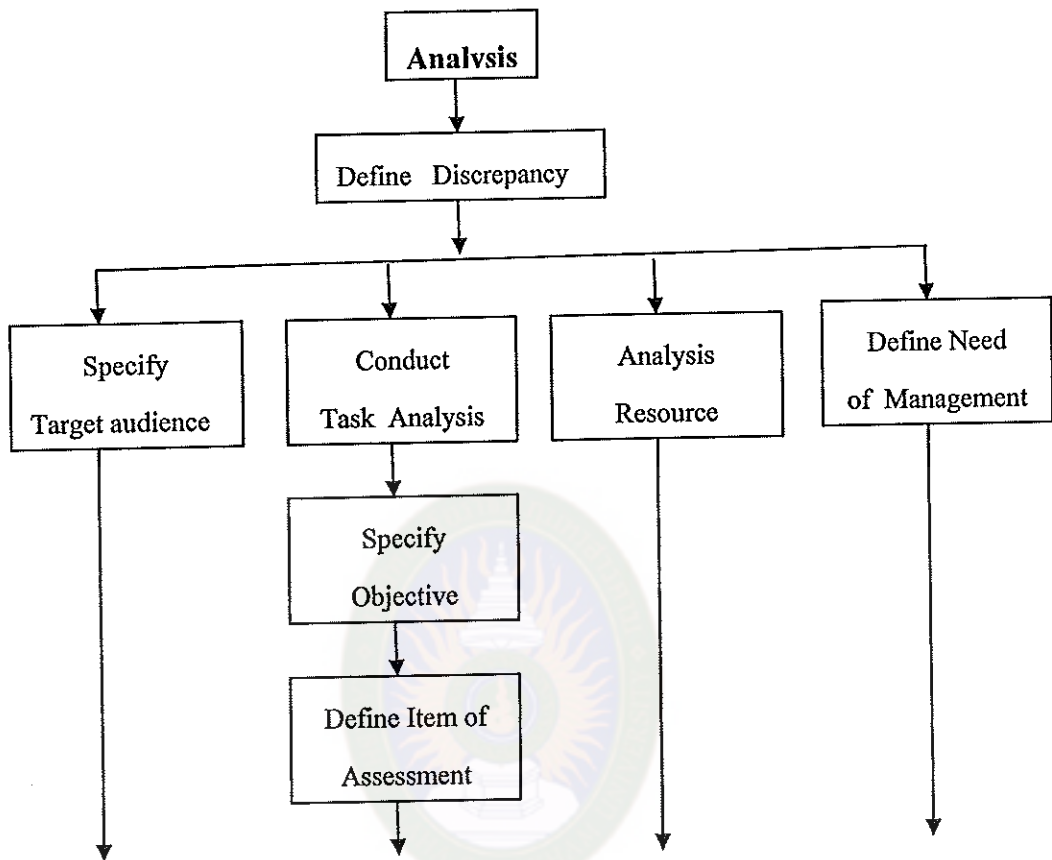 Analysis
Define Discrepancy
Specify
Target audience
Conduct
Task Analysis
Analysis
Resource
Define Need
of Management
Specify
Objective
Define Item of
Assessment